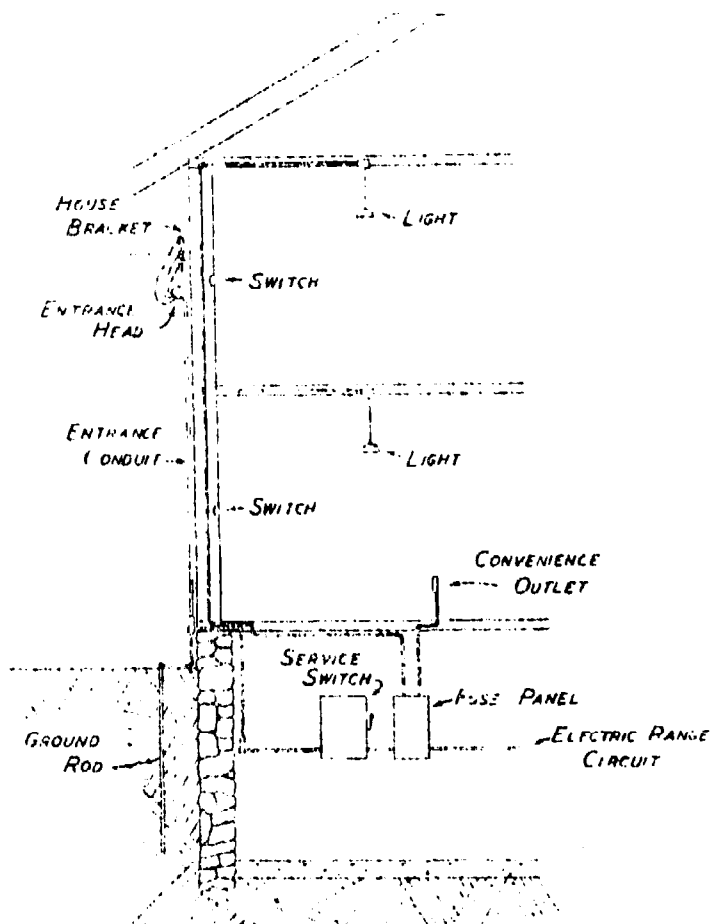 HOUSE
BRACKET
LIGHT
SWITCH
ENTRANCE
HEAD
ENTRANCE
CONDUIT
LIGHT
SWITCH
CONVENIENCE
OUTLET
SERVICE
SWITCH
FUSE PANEL
GROUND
ROD
ELECTRIC RANGE
CIRCUIT